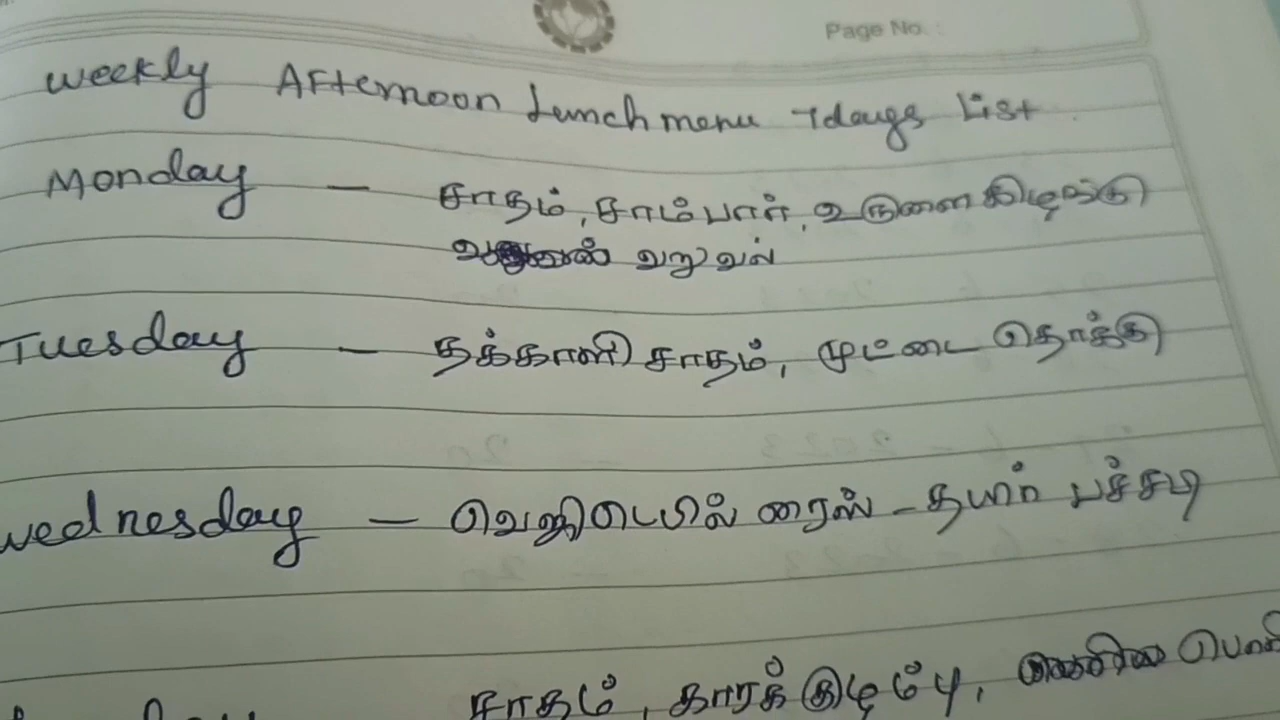 Page No. :
Weekly Afternoon Lunch menu 7days List
Monday — சாதம், சாம்பார், உருளைகிழங்கு
வறுவல்
Tuesday — தக்காளி சாதம், முட்டை தொக்கு
Wednesday — வெஜிடெபில் ரைஸ் - தயிர் பச்சடி
சாதம், காரக் குழம்பு,